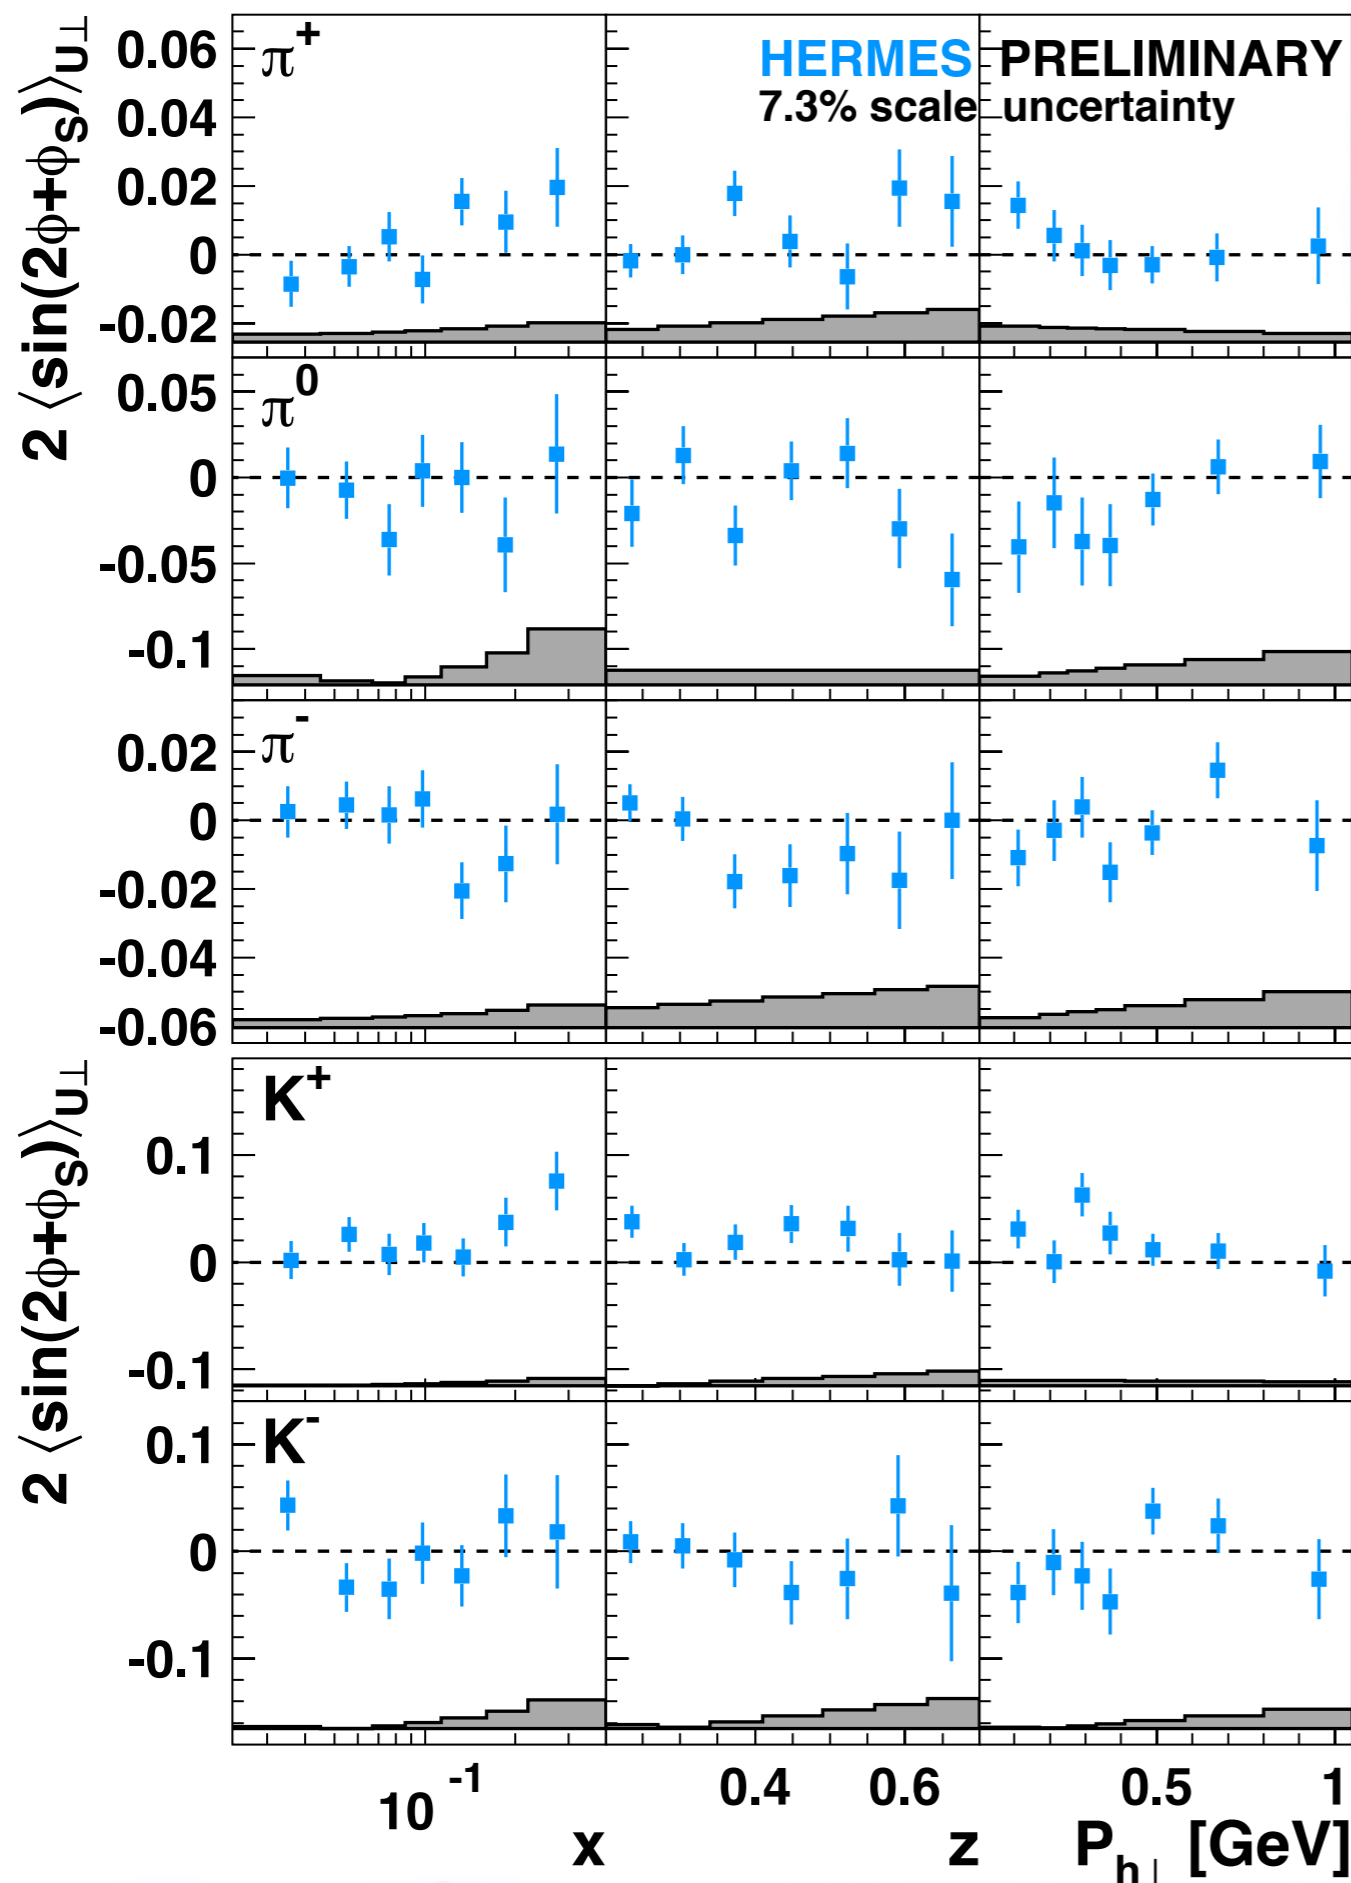 2 ⟨sin(2ϕ+ϕS)⟩U⊥
π+
HERMES PRELIMINARY
7.3% scale uncertainty
0.06
0.04
0.02
0
-0.02
π0
0.05
0
-0.05
-0.1
π-
0.02
0
-0.02
-0.04
-0.06
2 ⟨sin(2ϕ+ϕS)⟩U⊥
K+
0.1
0
-0.1
K-
0.1
0
-0.1
10-1 0.4 0.6 0.5 1
x z Ph⊥ [GeV]